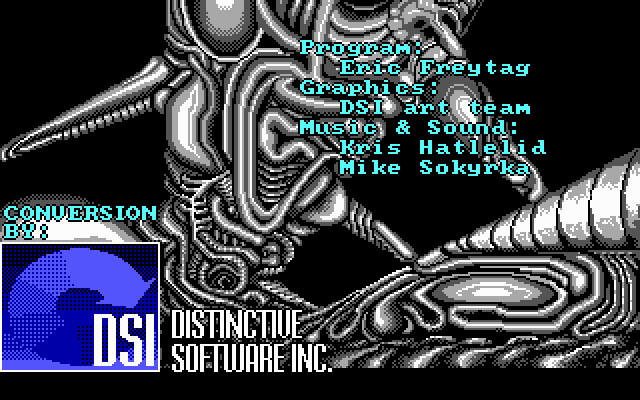 Program:
Eric Freytag
Graphics:
DSI art team
Music & Sound:
Kris Hatlelid
Mike Sokyrka
CONVERSION
BY:
DSI
DISTINCTIVE
SOFTWARE INC.